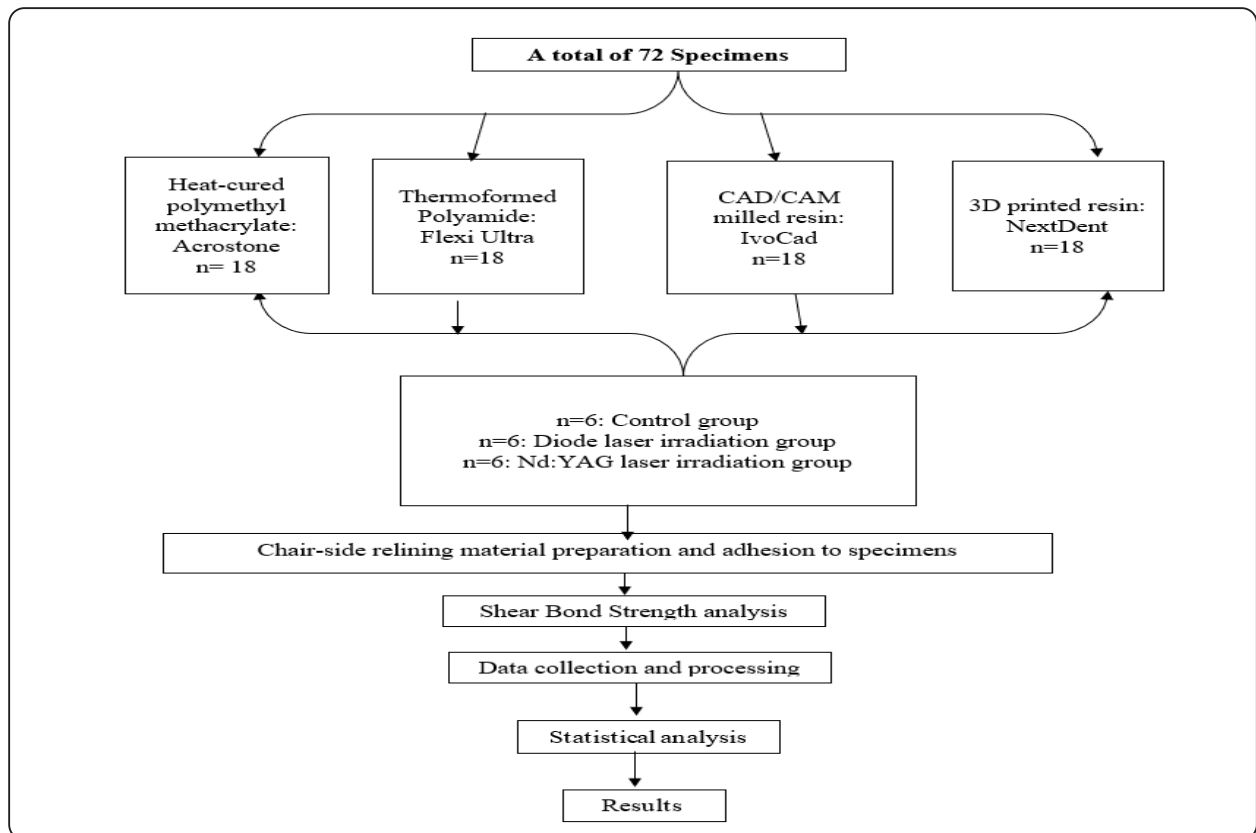 A total of 72 Specimens
Heat-cured
polymethyl
methacrylate:
Acrostone
n= 18
Thermoformed
Polyamide:
Flexi Ultra
n=18
CAD/CAM
milled resin:
IvoCad
n=18
3D printed resin:
NextDent
n=18
n=6: Control group
n=6: Diode laser irradiation group
n=6: Nd:YAG laser irradiation group
Chair-side relining material preparation and adhesion to specimens
Shear Bond Strength analysis
Data collection and processing
Statistical analysis
Results